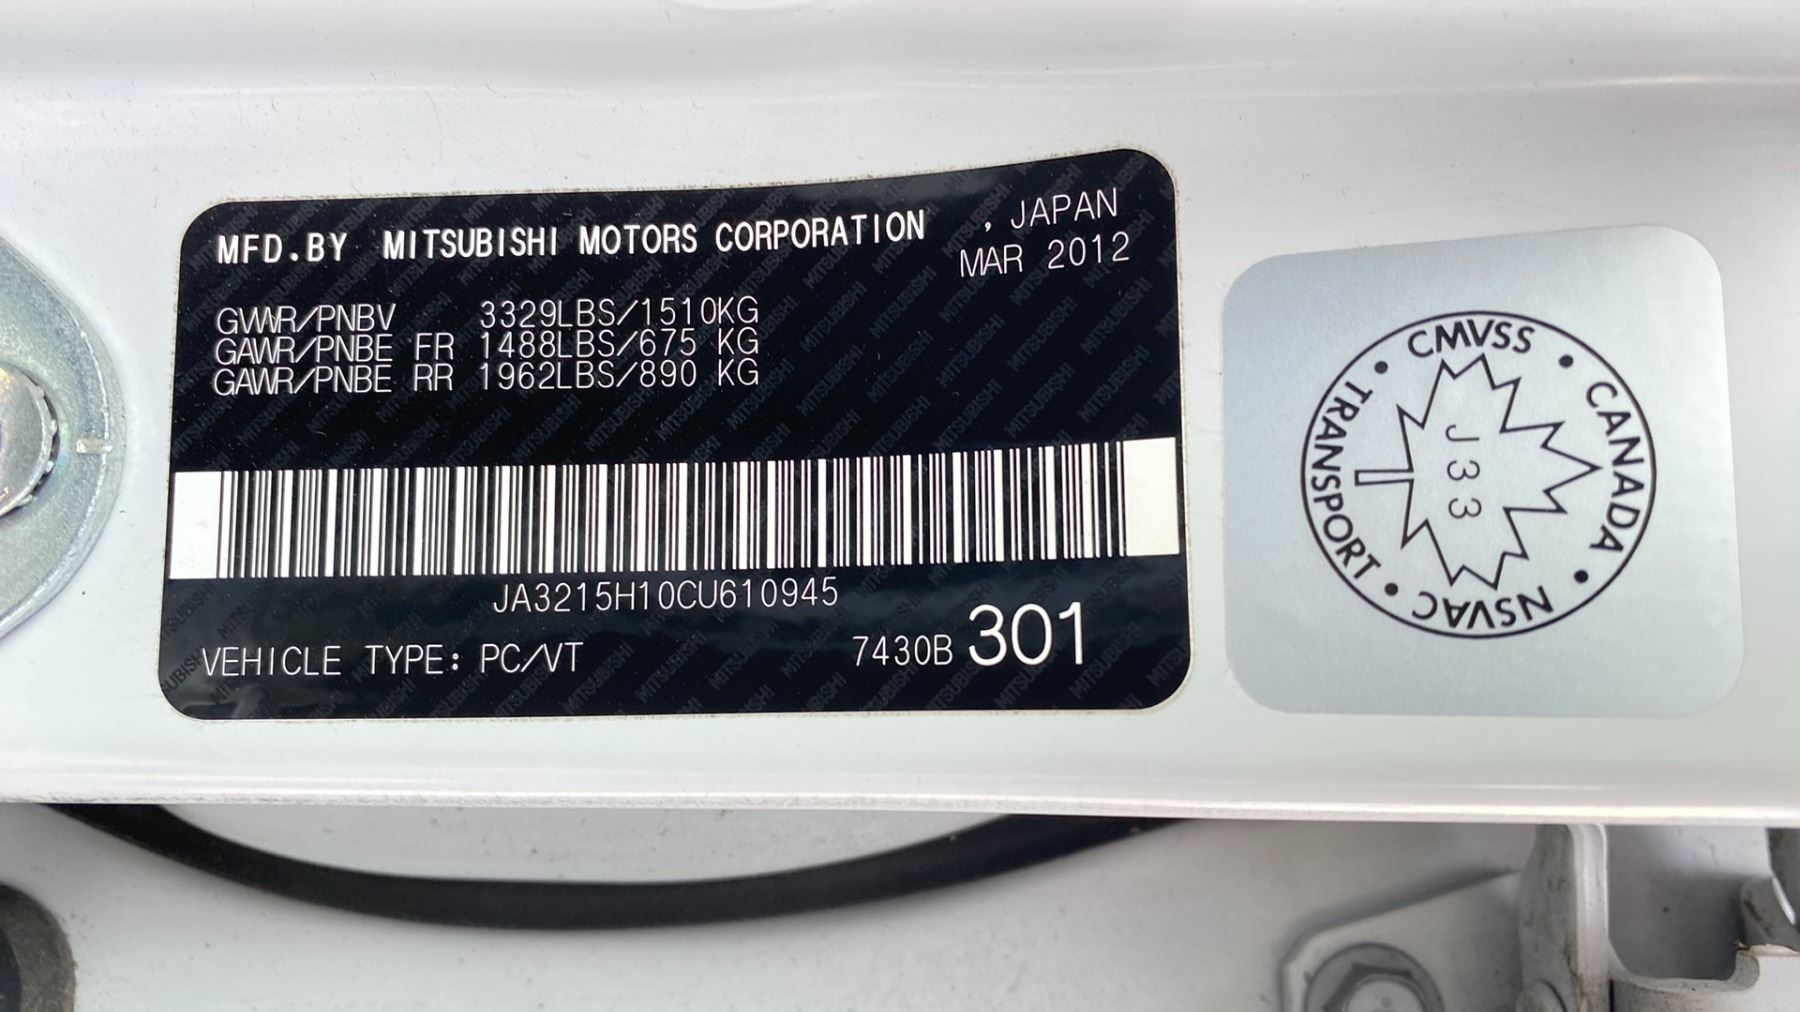 MFD.BY MITSUBISHI MOTORS CORPORATION , JAPAN
MAR 2012
GVWR/PNBV 3329LBS/1510KG
GAWR/PNBE FR 1488LBS/675 KG
GAWR/PNBE RR 1962LBS/890 KG
JA3215H10CU610945
VEHICLE TYPE: PC/VT 7430B 301
CMVSS • CANADA • NSVAC • TRANSPORT •
J33